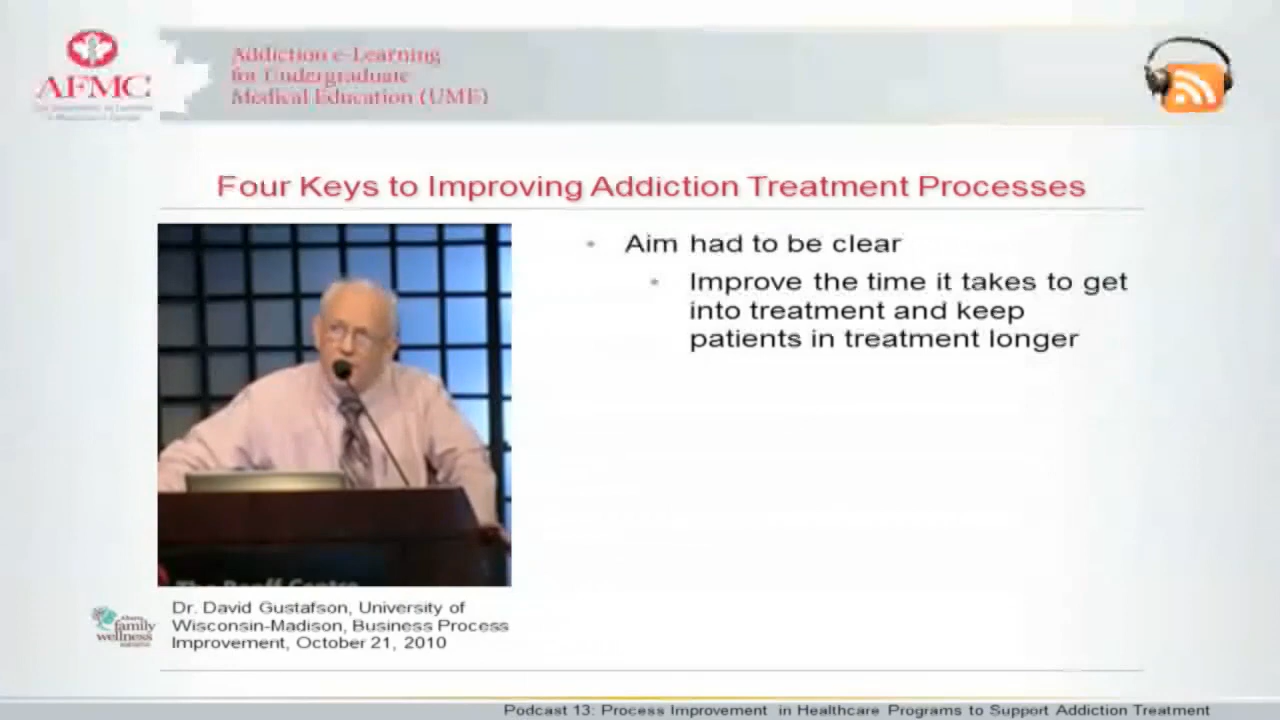 AFMC
Addiction e-Learning
for Undergraduate
Medical Education (UME)
Four Keys to Improving Addiction Treatment Processes
Aim had to be clear
Improve the time it takes to get
into treatment and keep
patients in treatment longer
The Banff Centre
Dr. David Gustafson, University of
Wisconsin-Madison, Business Process
Improvement, October 21, 2010
family
wellness
Podcast 13: Process Improvement in Healthcare Programs to Support Addiction Treatment